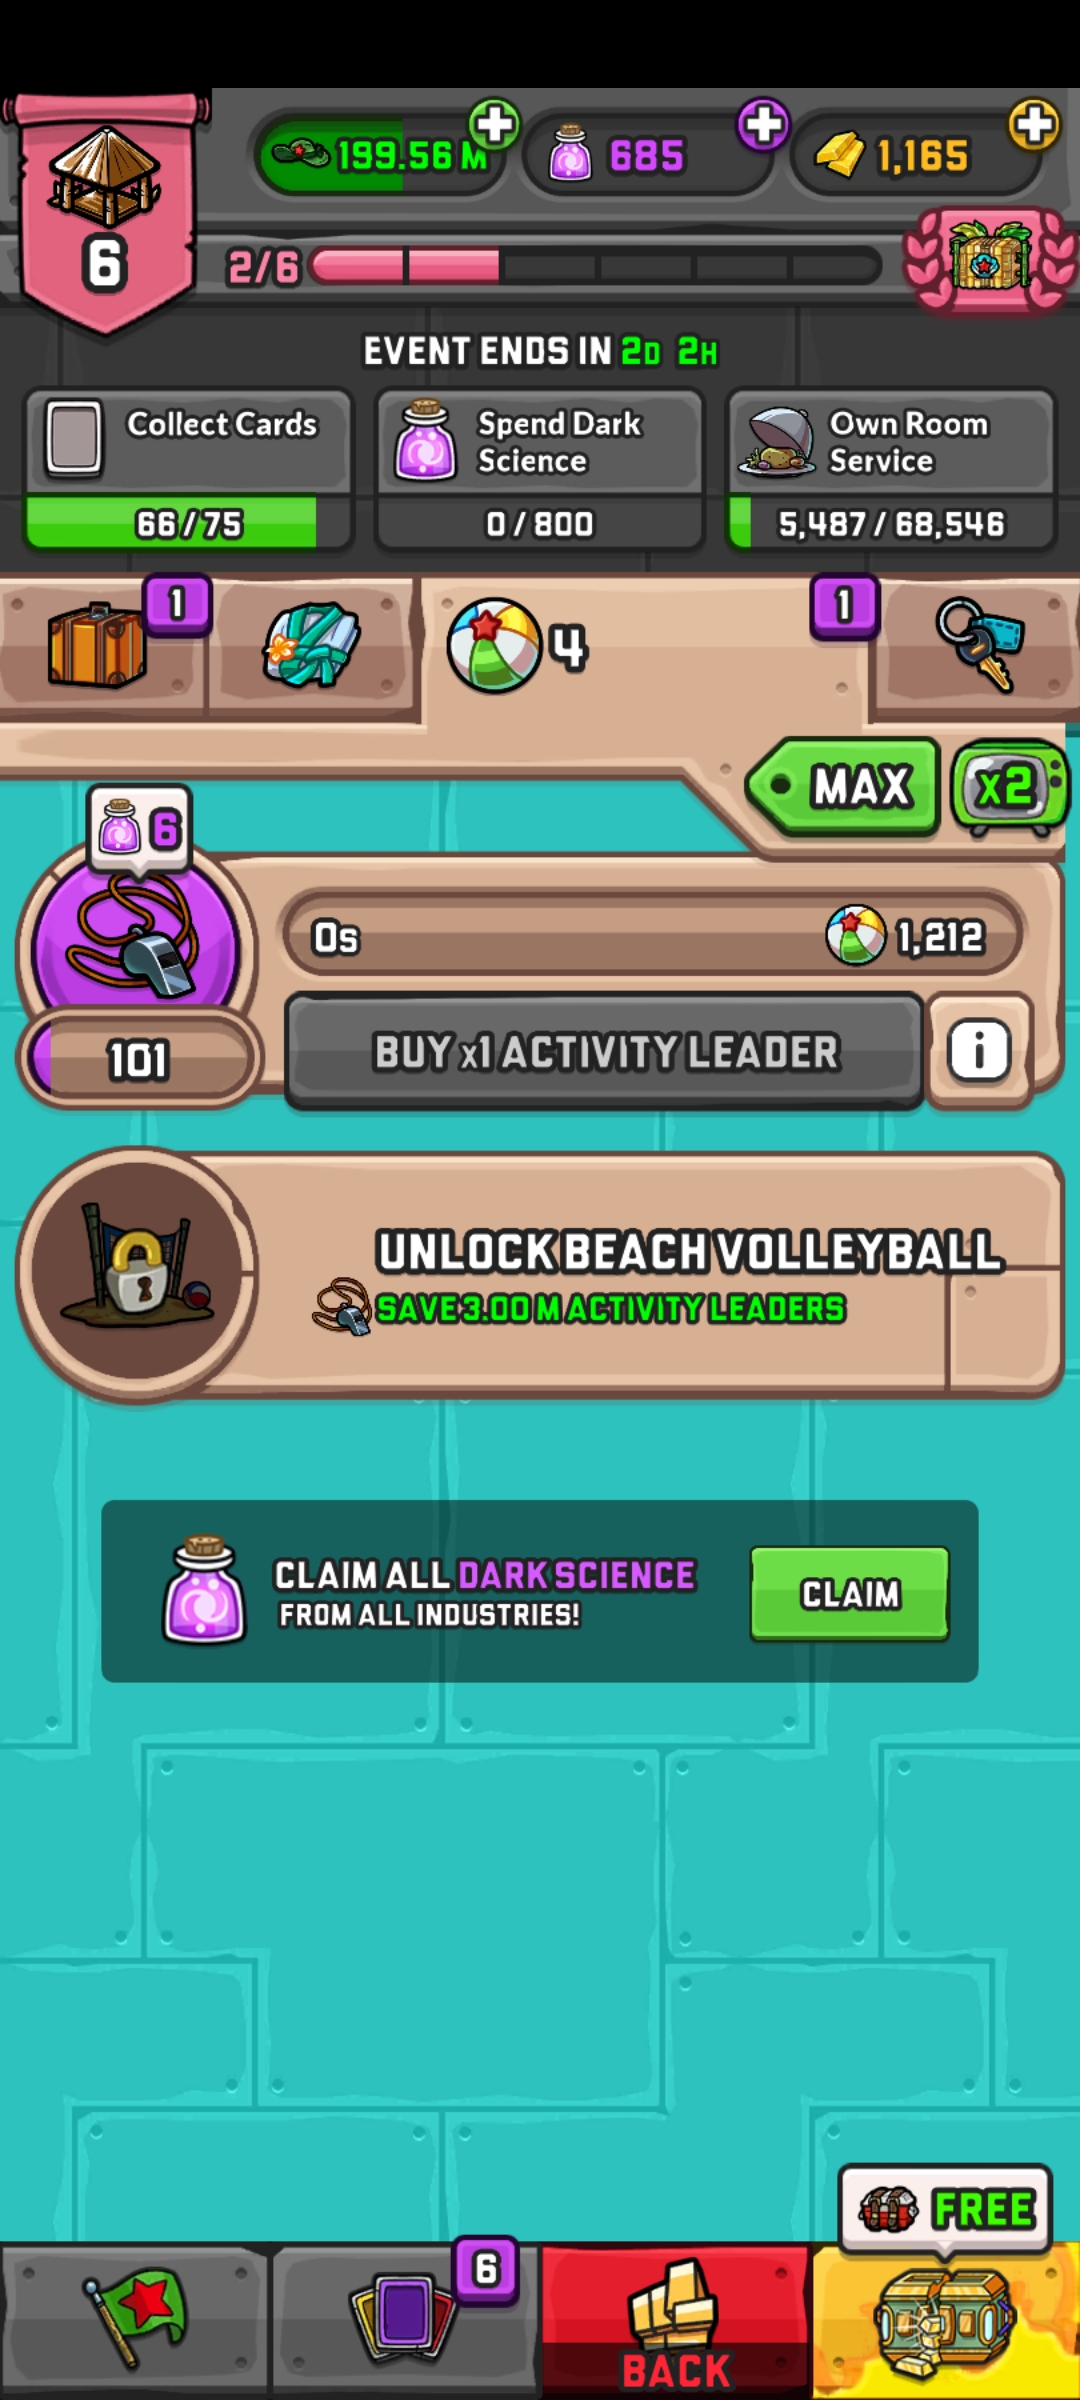 199.56 M
685
1,165
6
2/6
EVENT ENDS IN 2D 2H
Collect Cards
66/75
Spend Dark
Science
0/800
Own Room
Service
5,487/68,546
1
4
1
MAX
x2
6
0s
1,212
101
BUY x1 ACTIVITY LEADER
i
UNLOCK BEACH VOLLEYBALL
SAVE 3.00 M ACTIVITY LEADERS
CLAIM ALL DARK SCIENCE
FROM ALL INDUSTRIES!
CLAIM
FREE
6
BACK